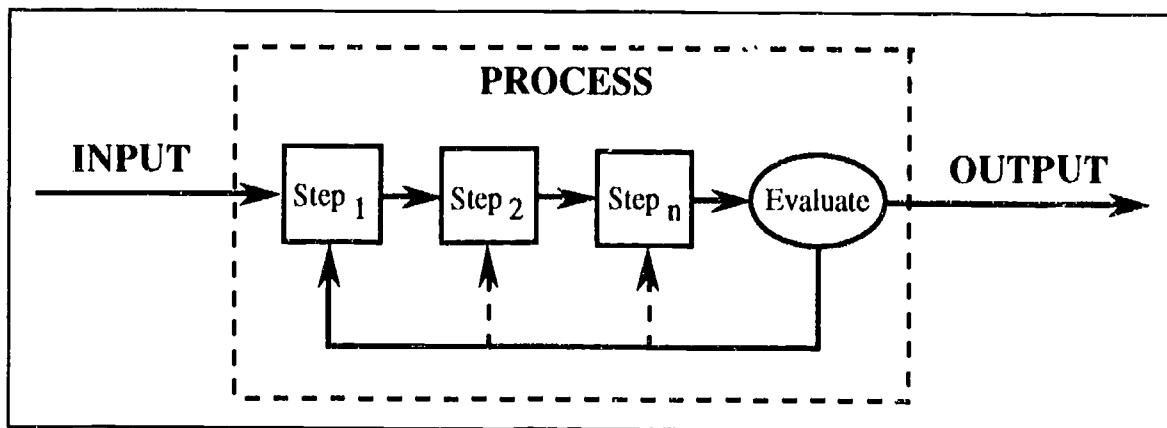 PROCESS
INPUT
Step 1
Step 2
Step n
Evaluate
OUTPUT